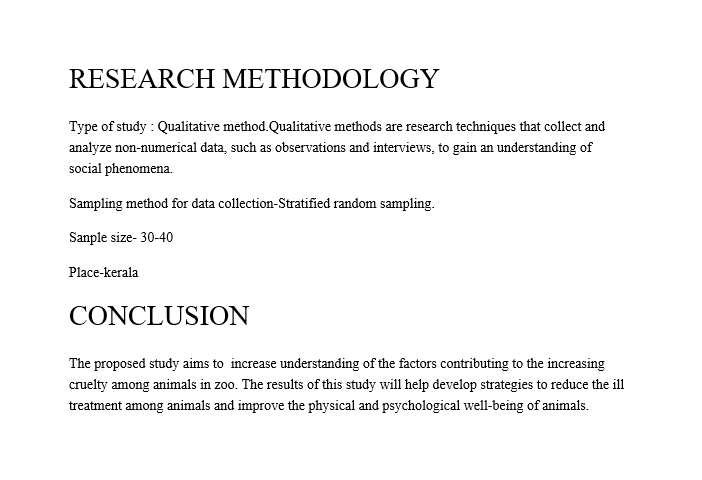 RESEARCH METHODOLOGY
Type of study : Qualitative method.Qualitative methods are research techniques that collect and
analyze non-numerical data, such as observations and interviews, to gain an understanding of
social phenomena.
Sampling method for data collection-Stratified random sampling.
Sanple size- 30-40
Place-kerala
CONCLUSION
The proposed study aims to  increase understanding of the factors contributing to the increasing
cruelty among animals in zoo. The results of this study will help develop strategies to reduce the ill
treatment among animals and improve the physical and psychological well-being of animals.